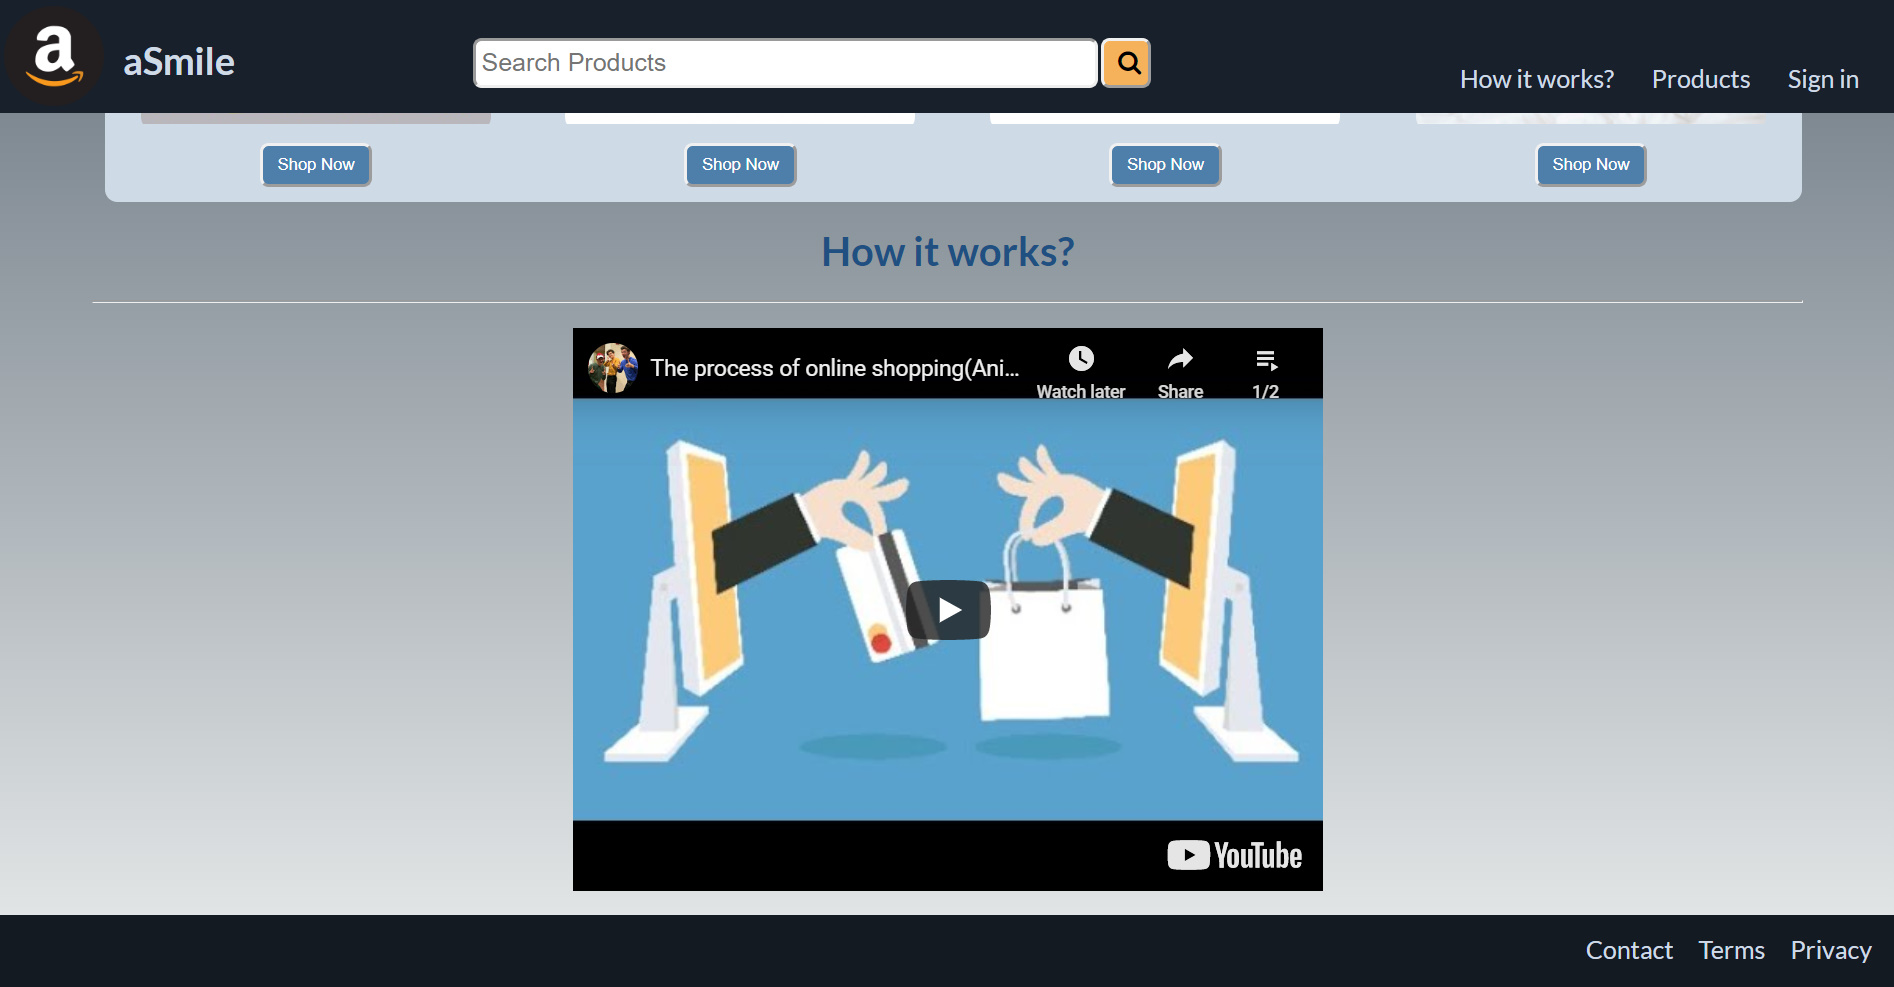 a
aSmile
Search Products
How it works?
Products
Sign in
Shop Now
Shop Now
Shop Now
Shop Now
How it works?
The process of online shopping(Ani...
Watch later
Share
1/2
YouTube
Contact
Terms
Privacy